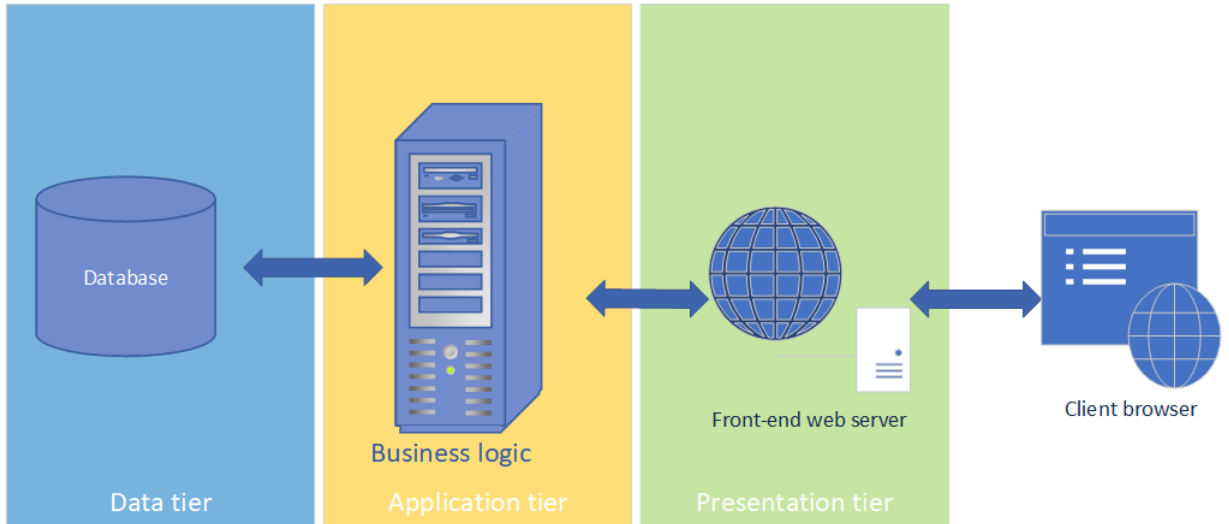 Database
Business logic
Front-end web server
Client browser
Data tier
Application tier
Presentation tier